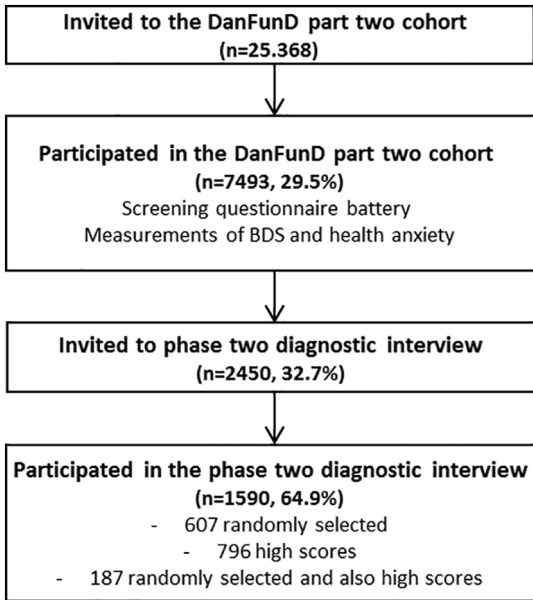 Invited to the DanFunD part two cohort
(n=25.368)
Participated in the DanFunD part two cohort
(n=7493, 29.5%)
Screening questionnaire battery
Measurements of BDS and health anxiety
Invited to phase two diagnostic interview
(n=2450, 32.7%)
Participated in the phase two diagnostic interview
(n=1590, 64.9%)
- 607 randomly selected
- 796 high scores
- 187 randomly selected and also high scores